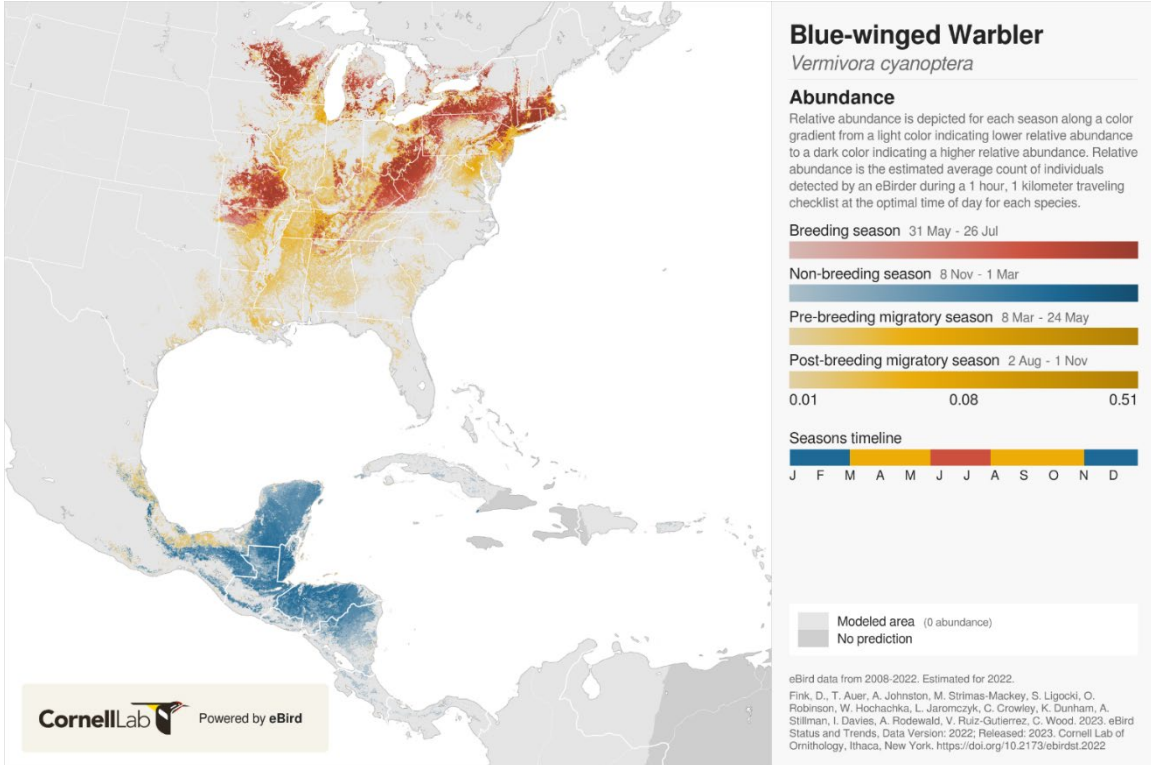 Blue-winged Warbler
Vermivora cyanoptera
Abundance
Relative abundance is depicted for each season along a color
gradient from a light color indicating lower relative abundance
to a dark color indicating a higher relative abundance. Relative
abundance is the estimated average count of individuals
detected by an eBirder during a 1 hour, 1 kilometer traveling
checklist at the optimal time of day for each species.
Breeding season 31 May - 26 Jul
Non-breeding season 8 Nov - 1 Mar
Pre-breeding migratory season 8 Mar - 24 May
Post-breeding migratory season 2 Aug - 1 Nov
0.01 0.08 0.51
Seasons timeline
J F M A M J J A S O N D
Modeled area (0 abundance)
No prediction
eBird data from 2008-2022. Estimated for 2022.
Fink, D., T. Auer, A. Johnston, M. Strimas-Mackey, S. Ligocki, O.
Robinson, W. Hochachka, L. Jaromczyk, C. Crowley, K. Dunham, A.
Stillman, I. Davies, A. Rodewald, V. Ruiz-Gutierrez, C. Wood. 2023. eBird
Status and Trends, Data Version: 2022; Released: 2023. Cornell Lab of
Ornithology, Ithaca, New York. https://doi.org/10.2173/ebirdst.2022
CornellLab Powered by eBird